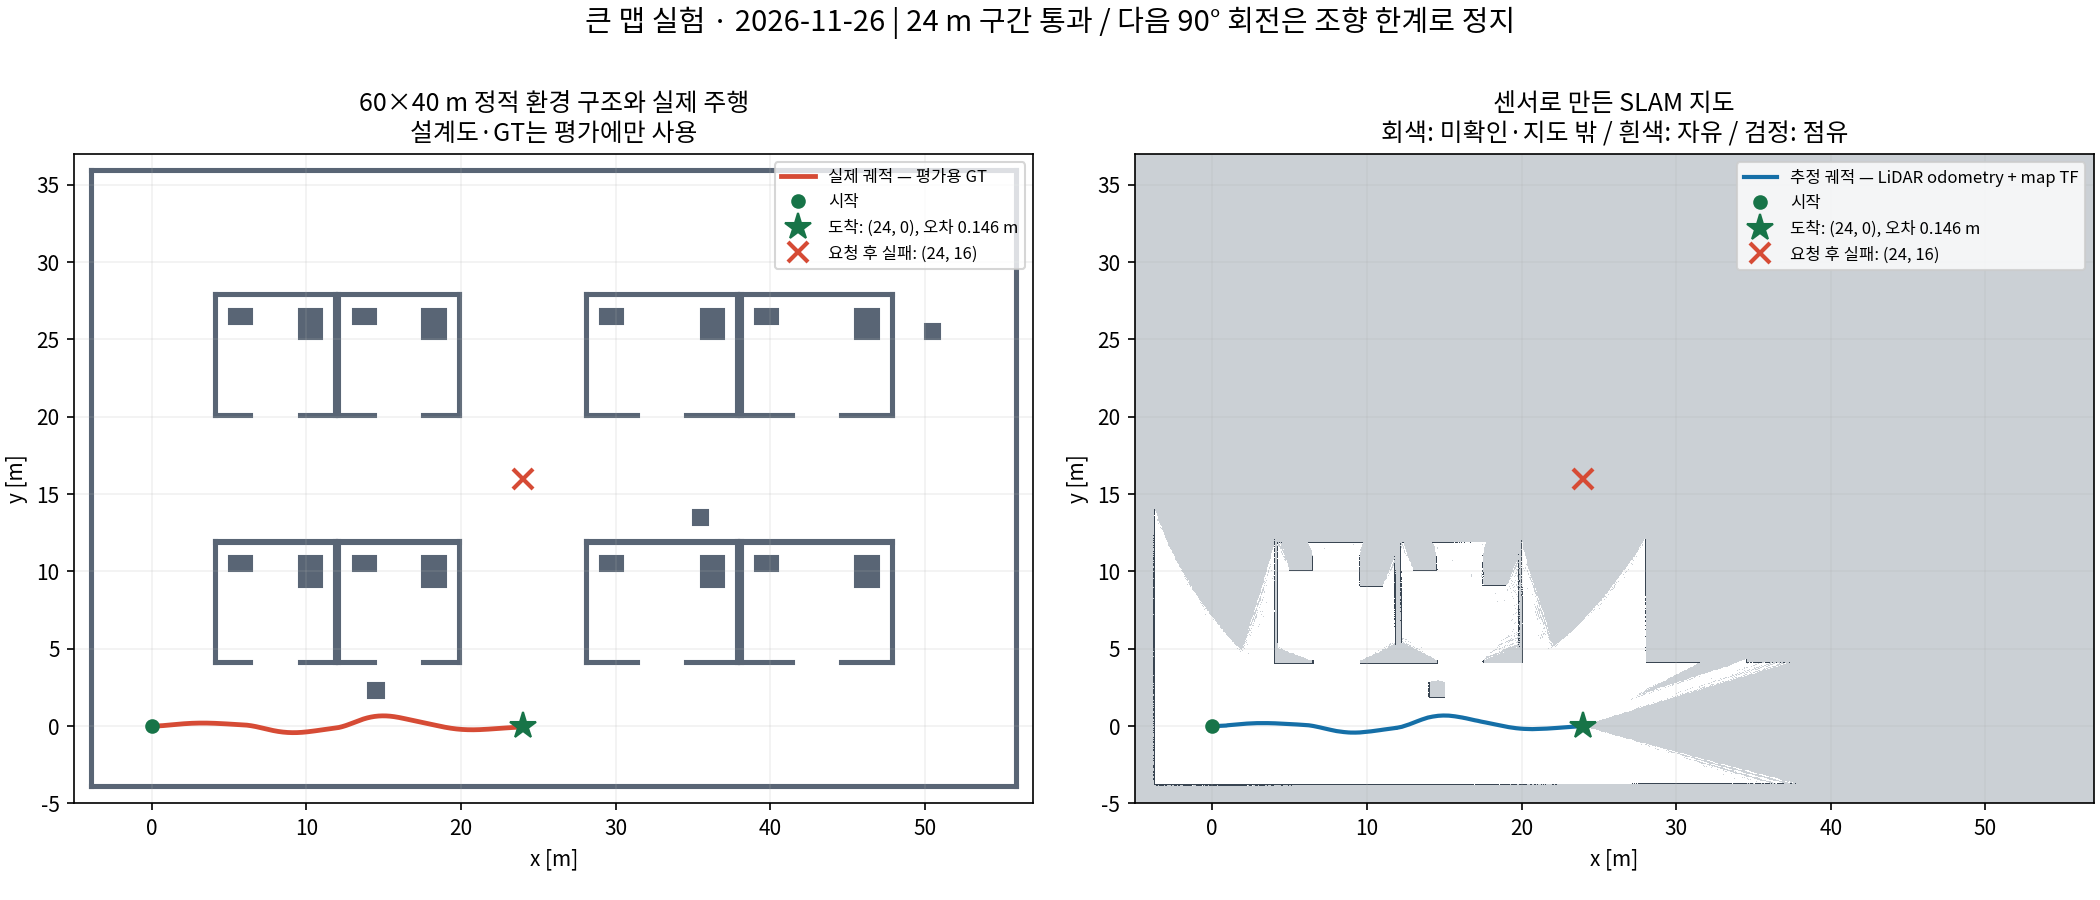 큰 맵 실험 · 2026-11-26 | 24 m 구간 통과 / 다음 90° 회전은 조향 한계로 정지
60×40 m 정적 환경 구조와 실제 주행
설계도·GT는 평가에만 사용
실제 궤적 — 평가용 GT
시작
도착: (24, 0), 오차 0.146 m
요청 후 실패: (24, 16)
35
30
25
20
15
10
5
0
-5
y [m]
0
10
20
30
40
50
x [m]
센서로 만든 SLAM 지도
회색: 미확인·지도 밖 / 흰색: 자유 / 검정: 점유
추정 궤적 — LiDAR odometry + map TF
시작
도착: (24, 0), 오차 0.146 m
요청 후 실패: (24, 16)
35
30
25
20
15
10
5
0
-5
y [m]
0
10
20
30
40
50
x [m]